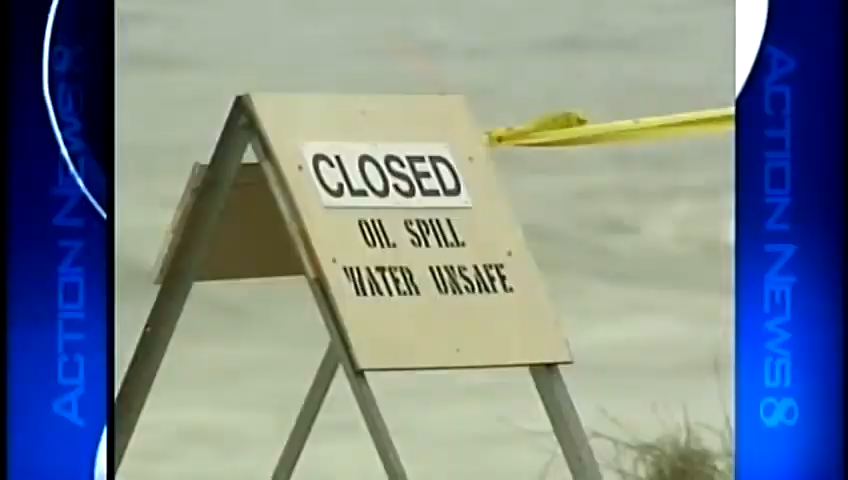 CLOSED
OIL SPILL
WATER UNSAFE
ACTION NEWS 8
ACTION NEWS 8